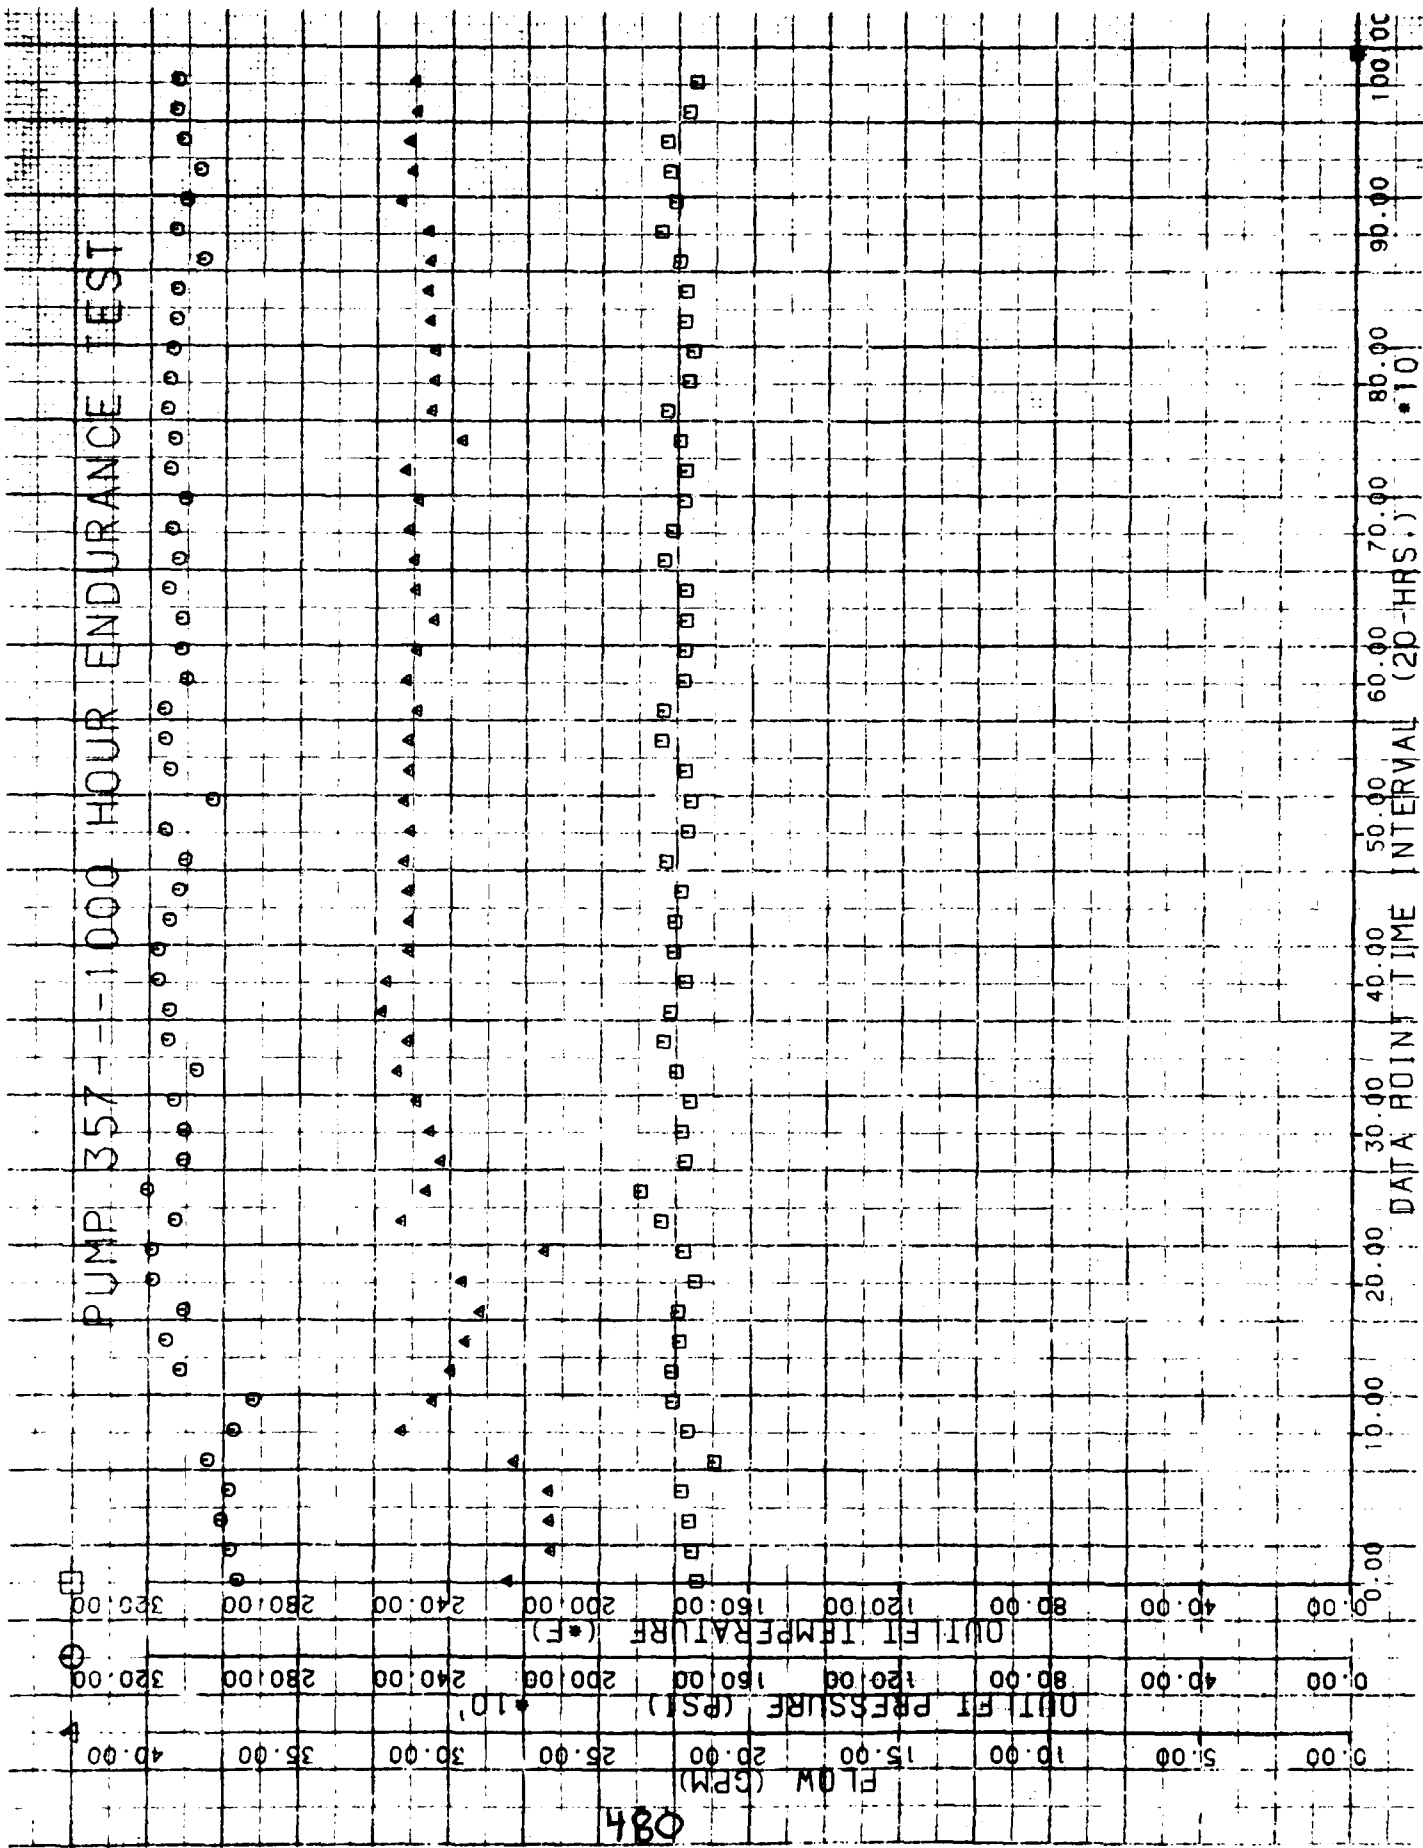 PUMP 357--1000 HOUR ENDURANCE TEST
320.00 280.00 240.00 200.00 160.00 120.00 80.00 40.00 0.00
OUTLET TEMPERATURE (*F)
320.00 280.00 240.00 200.00 160.00 120.00 80.00 40.00 0.00
OUTLET PRESSURE (PSI) *10'
40.00 35.00 30.00 25.00 20.00 15.00 10.00 5.00 0.00
FLOW (GPM)
0.00 10.00 20.00 30.00 40.00 50.00 60.00 70.00 80.00 90.00 100.00
DATA POINT TIME INTERVAL (20-HRS.) *10'
084